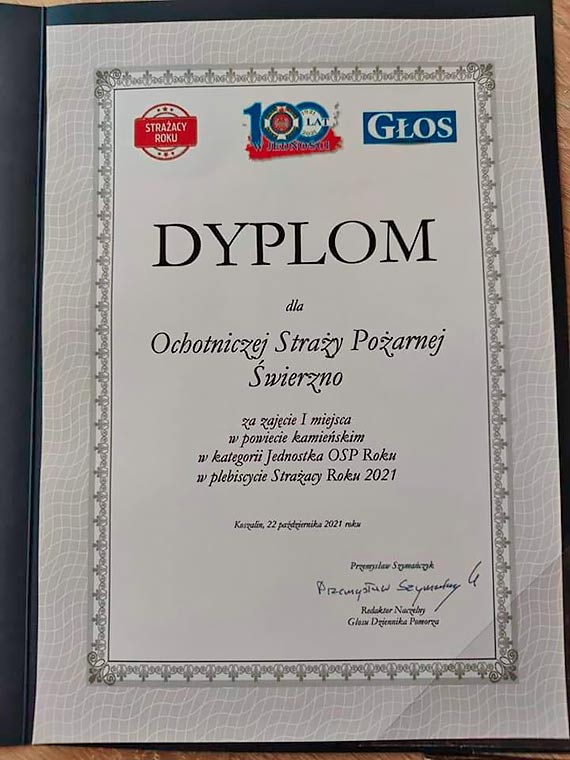 STRAŻACY
ROKU
100
LAT
W JEDNOŚCI
GŁOS
DYPLOM
dla
Ochotniczej Straży Pożarnej
Świerzno
za zajęcie I miejsca
w powiecie kamieńskim
w kategorii Jednostka OSP Roku
w plebiscycie Strażacy Roku 2021
Koszalin, 22 października 2021 roku
Przemysław Szymańczyk
Przemysław
Redaktor Naczelny
Głosu Dziennika Pomorza